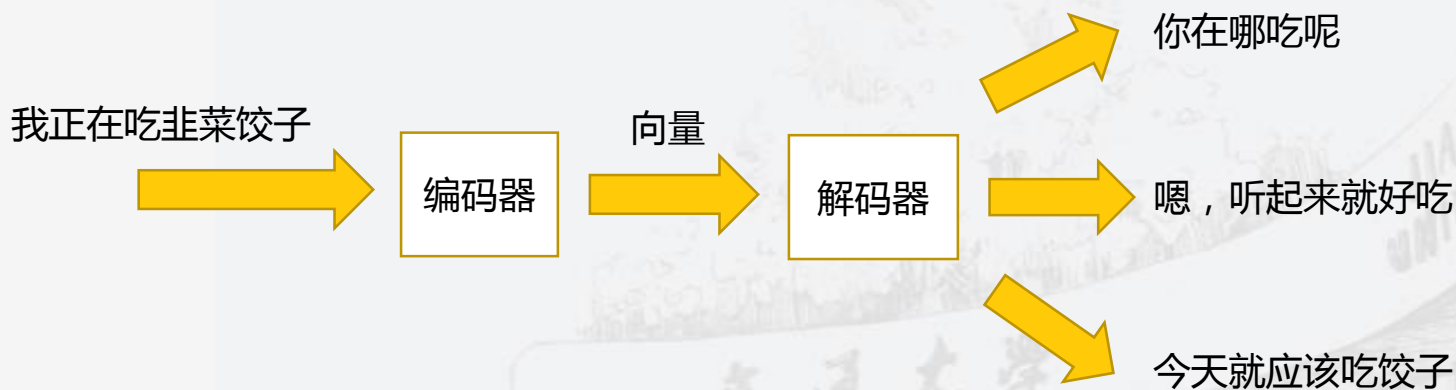 你在哪吃呢
我正在吃韭菜饺子
向量
编码器
解码器
嗯，听起来就好吃
今天就应该吃饺子